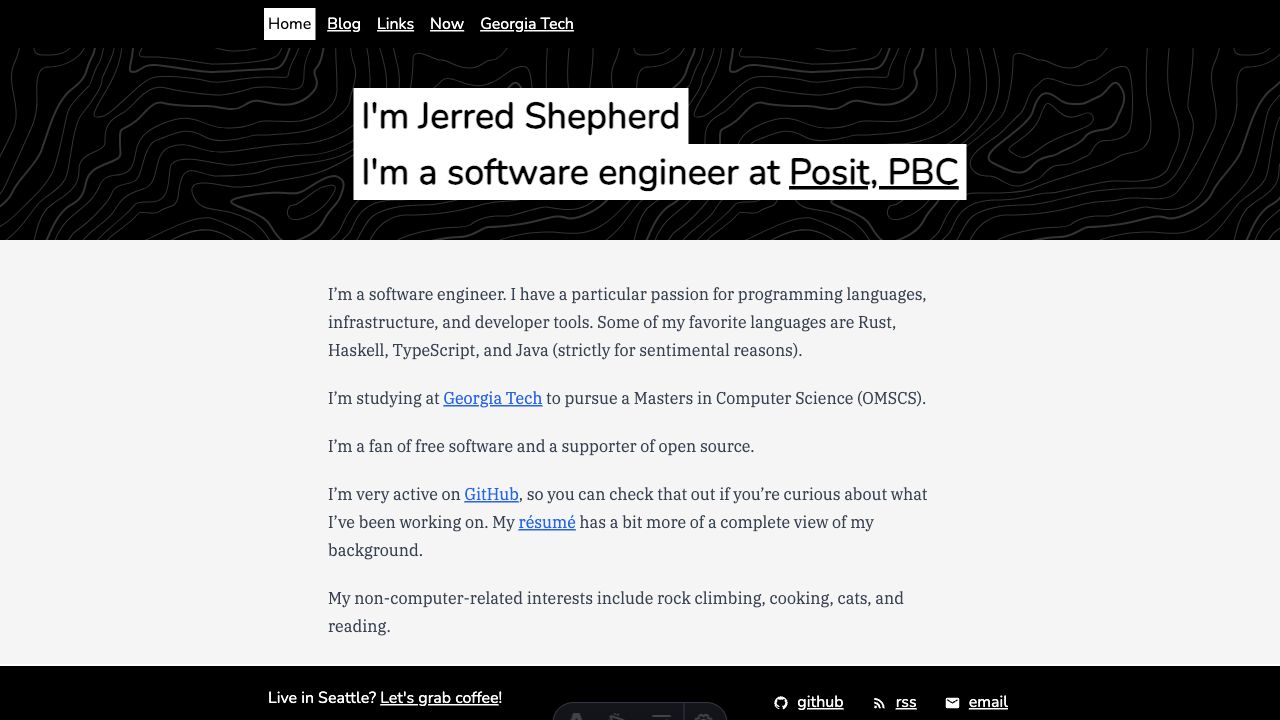 Home Blog Links Now Georgia Tech
I'm Jerred Shepherd
I'm a software engineer at Posit, PBC
I’m a software engineer. I have a particular passion for programming languages,
infrastructure, and developer tools. Some of my favorite languages are Rust,
Haskell, TypeScript, and Java (strictly for sentimental reasons).
I’m studying at Georgia Tech to pursue a Masters in Computer Science (OMSCS).
I’m a fan of free software and a supporter of open source.
I’m very active on GitHub, so you can check that out if you’re curious about what
I’ve been working on. My résumé has a bit more of a complete view of my
background.
My non-computer-related interests include rock climbing, cooking, cats, and
reading.
Live in Seattle? Let's grab coffee! github rss email